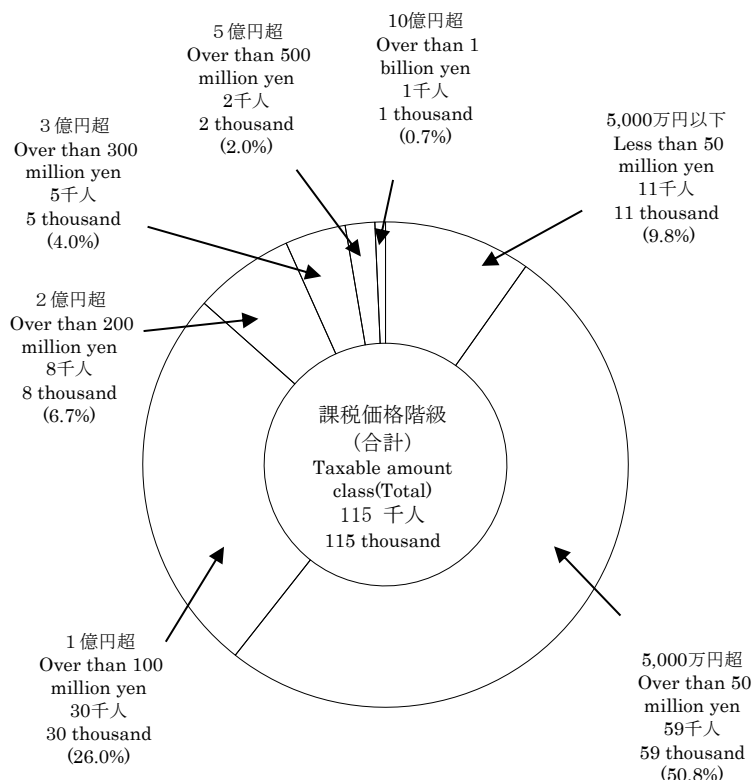 10億円超
Over than 1
billion yen
1千人
1 thousand
(0.7%)
5億円超
Over than 500
million yen
2千人
2 thousand
(2.0%)
3億円超
Over than 300
million yen
5千人
5 thousand
(4.0%)
2億円超
Over than 200
million yen
8千人
8 thousand
(6.7%)
1億円超
Over than 100
million yen
30千人
30 thousand
(26.0%)
5,000万円以下
Less than 50
million yen
11千人
11 thousand
(9.8%)
5,000万円超
Over than 50
million yen
59千人
59 thousand
(50.8%)
課税価格階級
(合計)
Taxable amount
class(Total)
115 千人
115 thousand